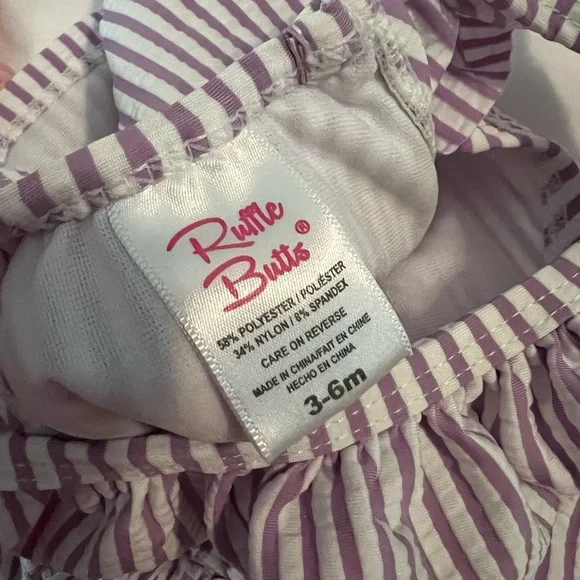 Ruffle
Butts®
58% POLYESTER / POLIÉSTER
34% NYLON / 8% SPANDEX
CARE ON REVERSE
MADE IN CHINA/FAIT EN CHINE
HECHO EN CHINA
3-6m